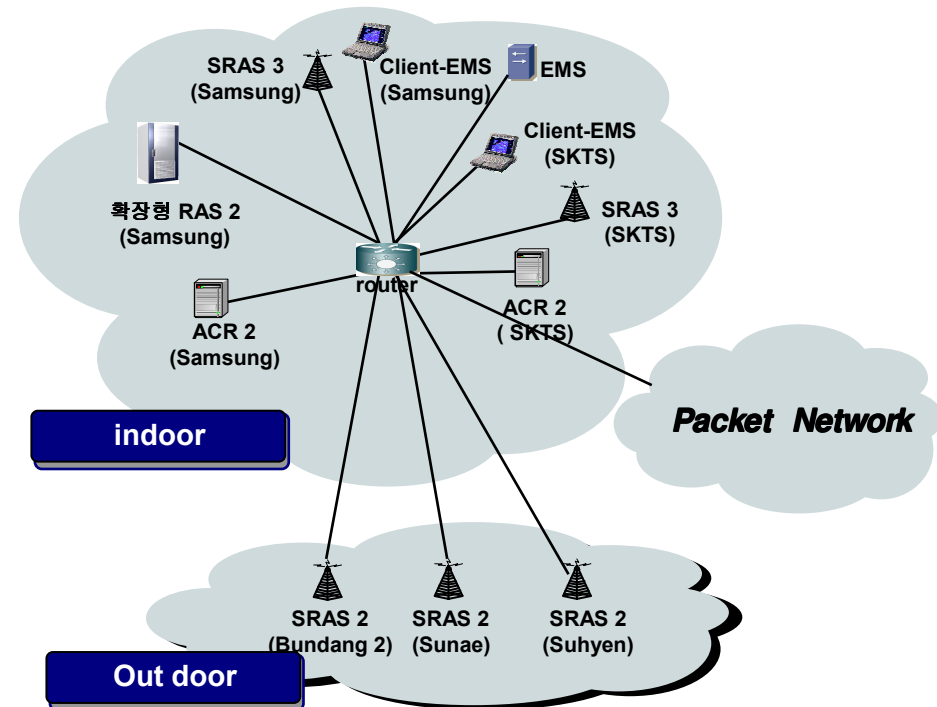 SRAS 3
(Samsung)
Client-EMS
(Samsung)
EMS
Client-EMS
(SKTS)
확장형 RAS 2
(Samsung)
SRAS 3
(SKTS)
router
ACR 2
(Samsung)
ACR 2
( SKTS)
indoor
Packet Network
SRAS 2
(Bundang 2)
SRAS 2
(Sunae)
SRAS 2
(Suhyen)
Out door